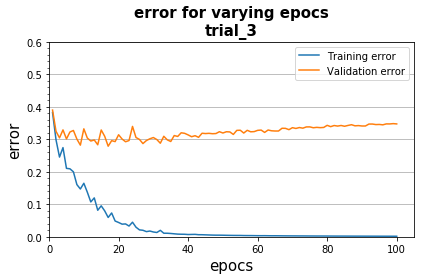 error for varying epocs
trial_3
Training error
Validation error
error
0.6
0.5
0.4
0.3
0.2
0.1
0.0
0
20
40
60
80
100
epocs